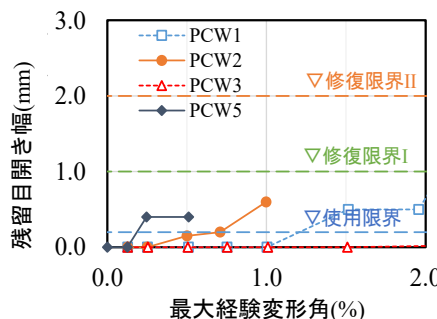 3.0
2.0
1.0
0.0
残留目開き幅(mm)
PCW1
PCW2
PCW3
PCW5
▽修復限界II
▽修復限界I
▽使用限界
0.0
1.0
2.0
最大経験変形角(%)